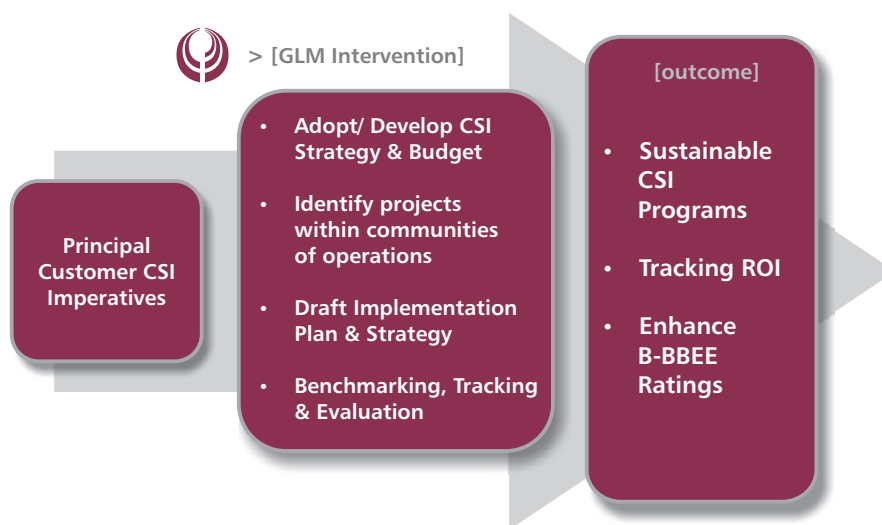 > [GLM Intervention]
Principal
Customer CSI
Imperatives
• Adopt/ Develop CSI
Strategy & Budget
• Identify projects
within communities
of operations
• Draft Implementation
Plan & Strategy
• Benchmarking, Tracking
& Evaluation
[outcome]
• Sustainable
CSI
Programs
• Tracking ROI
• Enhance
B-BBEE
Ratings